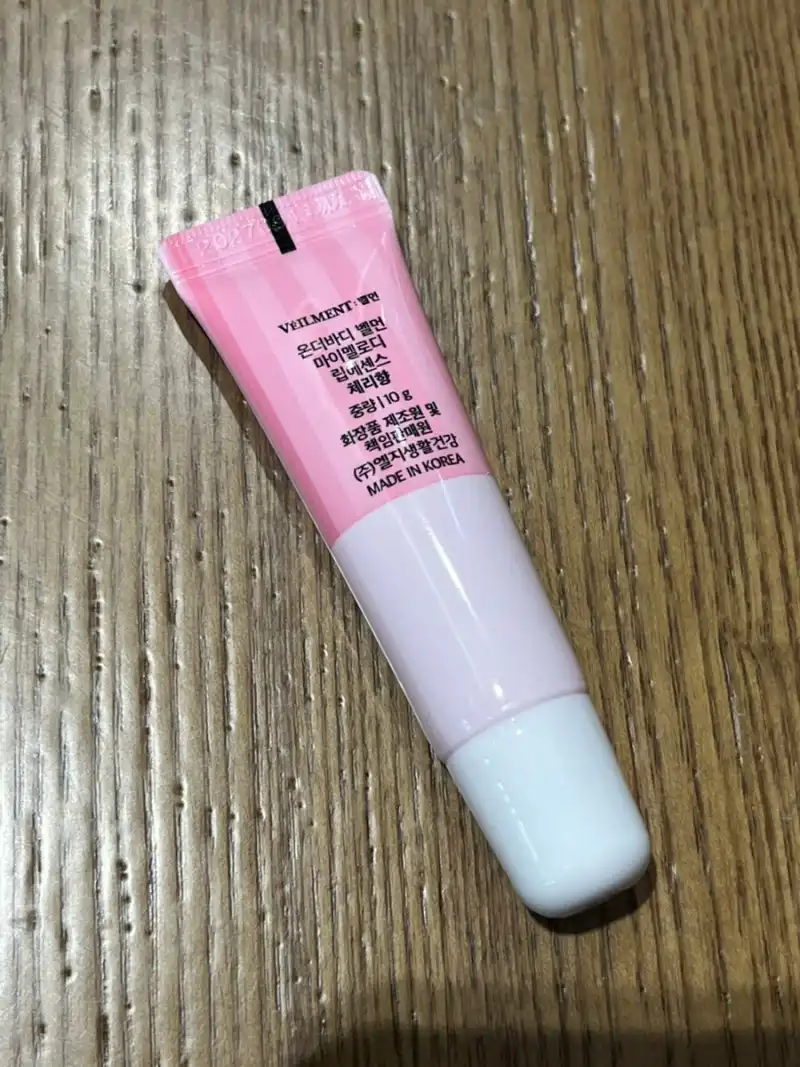 2027
VēILMENT : 벨먼
온더바디 벨먼
마이멜로디
립에센스
체리향
중량 | 10 g
화장품 제조원 및
책임판매원
(주)엘지생활건강
MADE IN KOREA